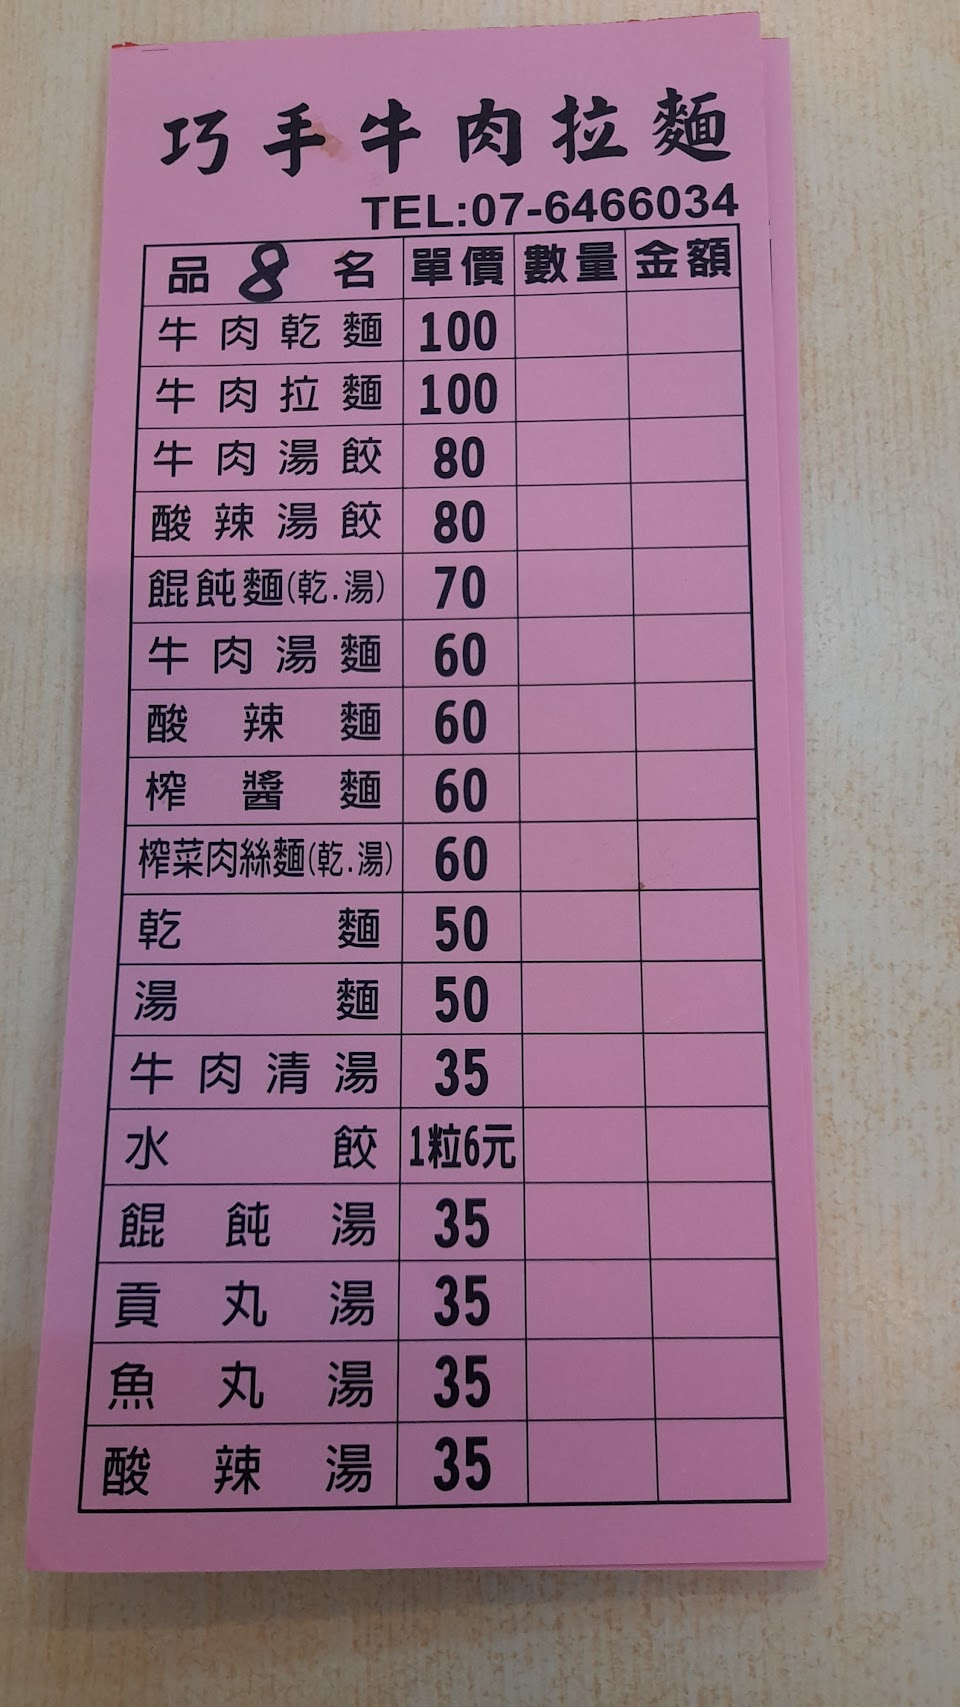 巧手牛肉拉麵
TEL:07-6466034
品 8 名 單價 數量 金額
牛肉乾麵 100
牛肉拉麵 100
牛肉湯餃 80
酸辣湯餃 80
餛飩麵(乾.湯) 70
牛肉湯麵 60
酸辣麵 60
榨醬麵 60
榨菜肉絲麵(乾.湯) 60
乾麵 50
湯麵 50
牛肉清湯 35
水餃 1粒6元
餛飩湯 35
貢丸湯 35
魚丸湯 35
酸辣湯 35